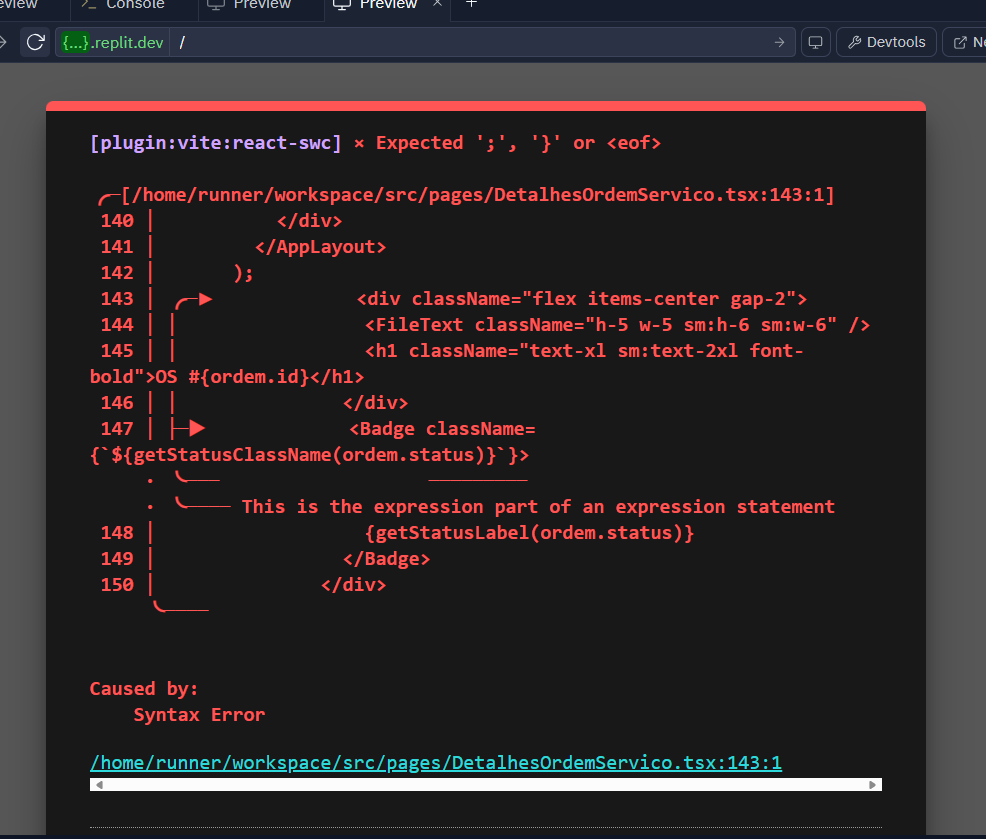 Console
Preview
Preview ×
{...}.replit.dev /
Devtools
[plugin:vite:react-swc] × Expected ';', '}' or <eof>
╭─[/home/runner/workspace/src/pages/DetalhesOrdemServico.tsx:143:1]
140 │ </div>
141 │ </AppLayout>
142 │ );
143 │ ╭─▶ <div className="flex items-center gap-2">
144 │ │ <FileText className="h-5 w-5 sm:h-6 sm:w-6" />
145 │ │ <h1 className="text-xl sm:text-2xl font-
bold">OS #{ordem.id}</h1>
146 │ │ </div>
147 │ ├─▶ <Badge className=
{`${getStatusClassName(ordem.status)}`}>
· ╰──── ─────────
· ╰───── This is the expression part of an expression statement
148 │ {getStatusLabel(ordem.status)}
149 │ </Badge>
150 │ </div>
╰────
Caused by:
Syntax Error
/home/runner/workspace/src/pages/DetalhesOrdemServico.tsx:143:1